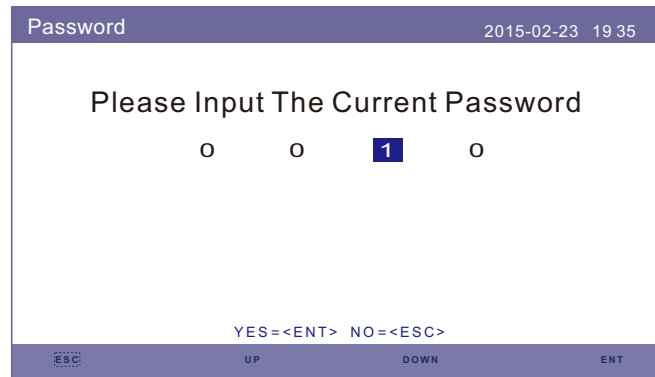 Password 2015-02-23 19 35
Please Input The Current Password
0 0 1 0
YES=<ENT> NO=<ESC>
ESC UP DOWN ENT